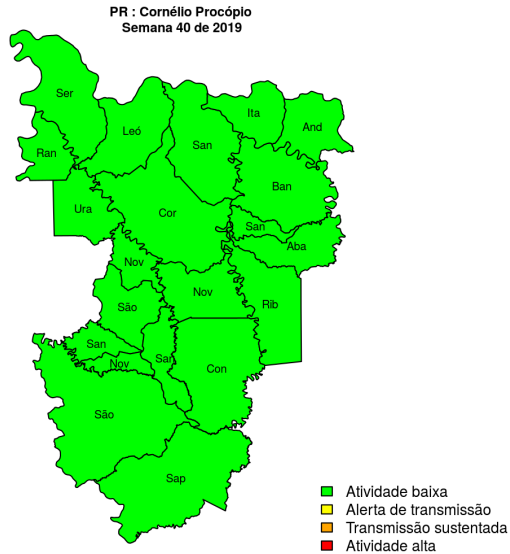 PR : Cornélio Procópio
Semana 40 de 2019
Ser
Leó
Ita
And
San
Ran
Ban
Ura
Cor
San
Aba
Nov
Nov
Rib
São
San
San
Nov
Con
São
Sap
Atividade baixa
Alerta de transmissão
Transmissão sustentada
Atividade alta